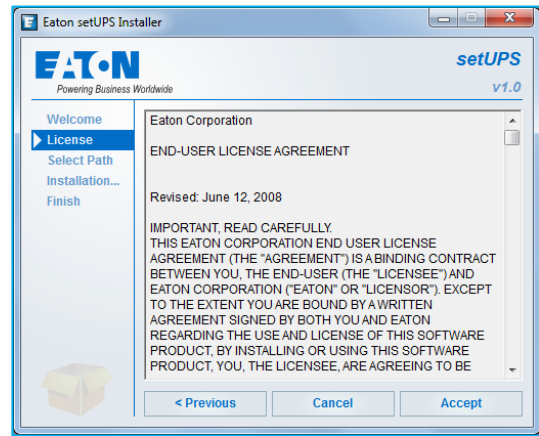 Eaton setUPS Installer
EATON
Powering Business Worldwide
setUPS
v1.0
Welcome
License
Select Path
Installation...
Finish
Eaton Corporation
END-USER LICENSE AGREEMENT
Revised: June 12, 2008
IMPORTANT, READ CAREFULLY.
THIS EATON CORPORATION END USER LICENSE
AGREEMENT (THE "AGREEMENT") IS A BINDING CONTRACT
BETWEEN YOU, THE END-USER (THE "LICENSEE") AND
EATON CORPORATION ("EATON" OR "LICENSOR"). EXCEPT
TO THE EXTENT YOU ARE BOUND BY A WRITTEN
AGREEMENT SIGNED BY BOTH YOU AND EATON
REGARDING THE USE AND LICENSE OF THIS SOFTWARE
PRODUCT, BY INSTALLING OR USING THIS SOFTWARE
PRODUCT, YOU, THE LICENSEE, ARE AGREEING TO BE
< Previous
Cancel
Accept